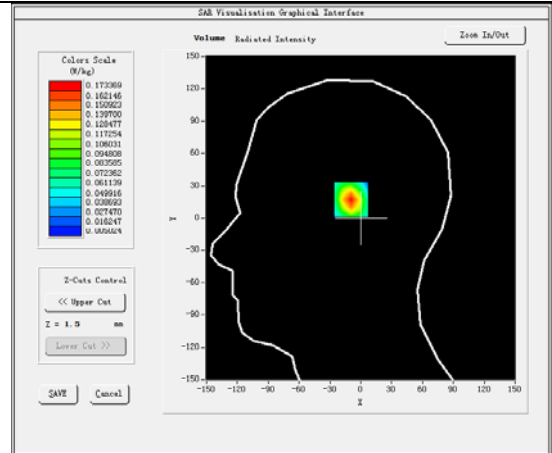 SAR Visualisation Graphical Interface
Volume Radiated Intensity
Zoom In/Out
Colors Scale
(W/kg)
0.173369
0.162146
0.150923
0.139700
0.128477
0.117254
0.106031
0.094808
0.083585
0.072362
0.061139
0.049916
0.038693
0.027470
0.016247
0.005024
Z-Cuts Control
<< Upper Cut
Z = 1.5 mm
Lower Cut >>
SAVE Cancel
150
120
90
60
30
0
-30
-60
-90
-120
-150
Y
-150 -120 -90 -60 -30 0 30 60 90 120 150
X